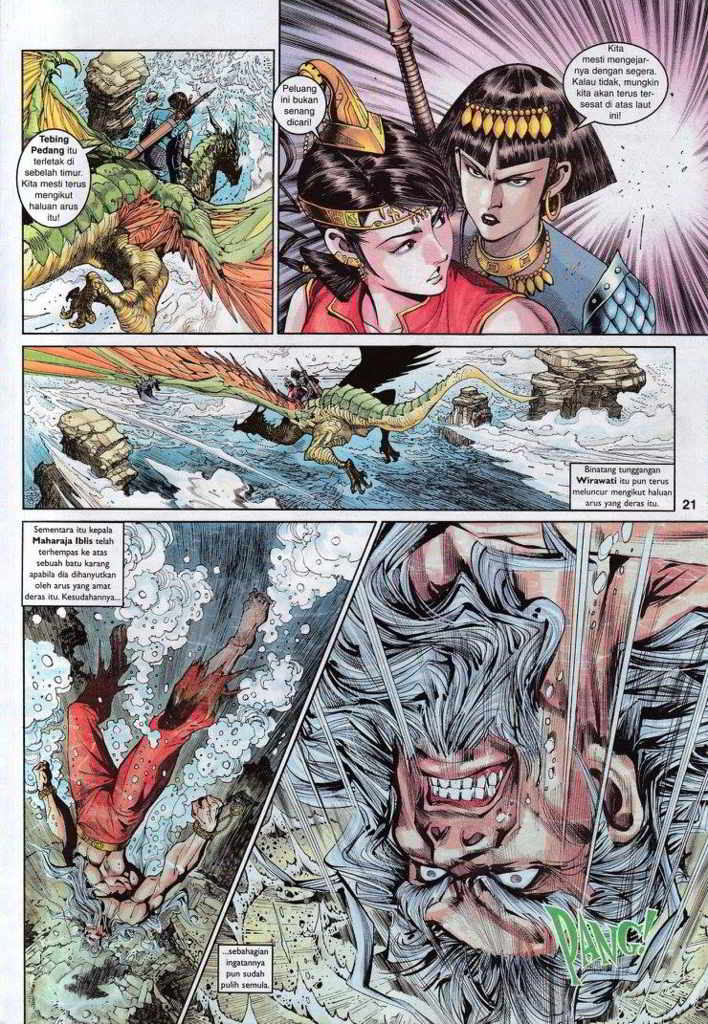 Tebing
Pedang itu
terletak di
sebelah timur.
Kita mesti terus
mengikut
haluan arus
itu!
Peluang
ini bukan
senang
dicari!
Kita
mesti mengejar-
nya dengan segera.
Kalau tidak, mungkin
kita akan terus ter-
sesat di atas laut
ini!
Binatang tunggangan
Wirawati itu pun terus
meluncur mengikut haluan
arus yang deras itu.
21
Sementara itu kepala
Maharaja Iblis telah
terhempas ke atas
sebuah batu karang
apabila dia dihanyutkan
oleh arus yang amat
deras itu. Kesudahannya...
...sebahagian
ingatannya
pun sudah
pulih semula.
PANG!